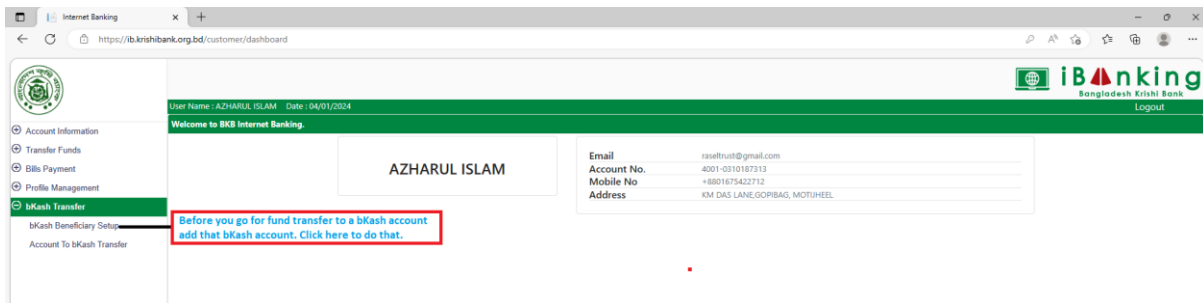 Internet Banking
https://ib.krishibank.org.bd/customer/dashboard
iBAnking
Bangladesh Krishi Bank
User Name : AZHARUL ISLAM Date : 04/01/2024
Logout
Welcome to BKB Internet Banking.
Account Information
Transfer Funds
Bills Payment
Profile Management
bKash Transfer
bKash Beneficiary Setup
Account To bKash Transfer
AZHARUL ISLAM
Email raseltrust@gmail.com
Account No. 4001-0310187313
Mobile No +8801675422712
Address KM DAS LANE,GOPIBAG, MOTIJHEEL
Before you go for fund transfer to a bKash account
add that bKash account. Click here to do that.